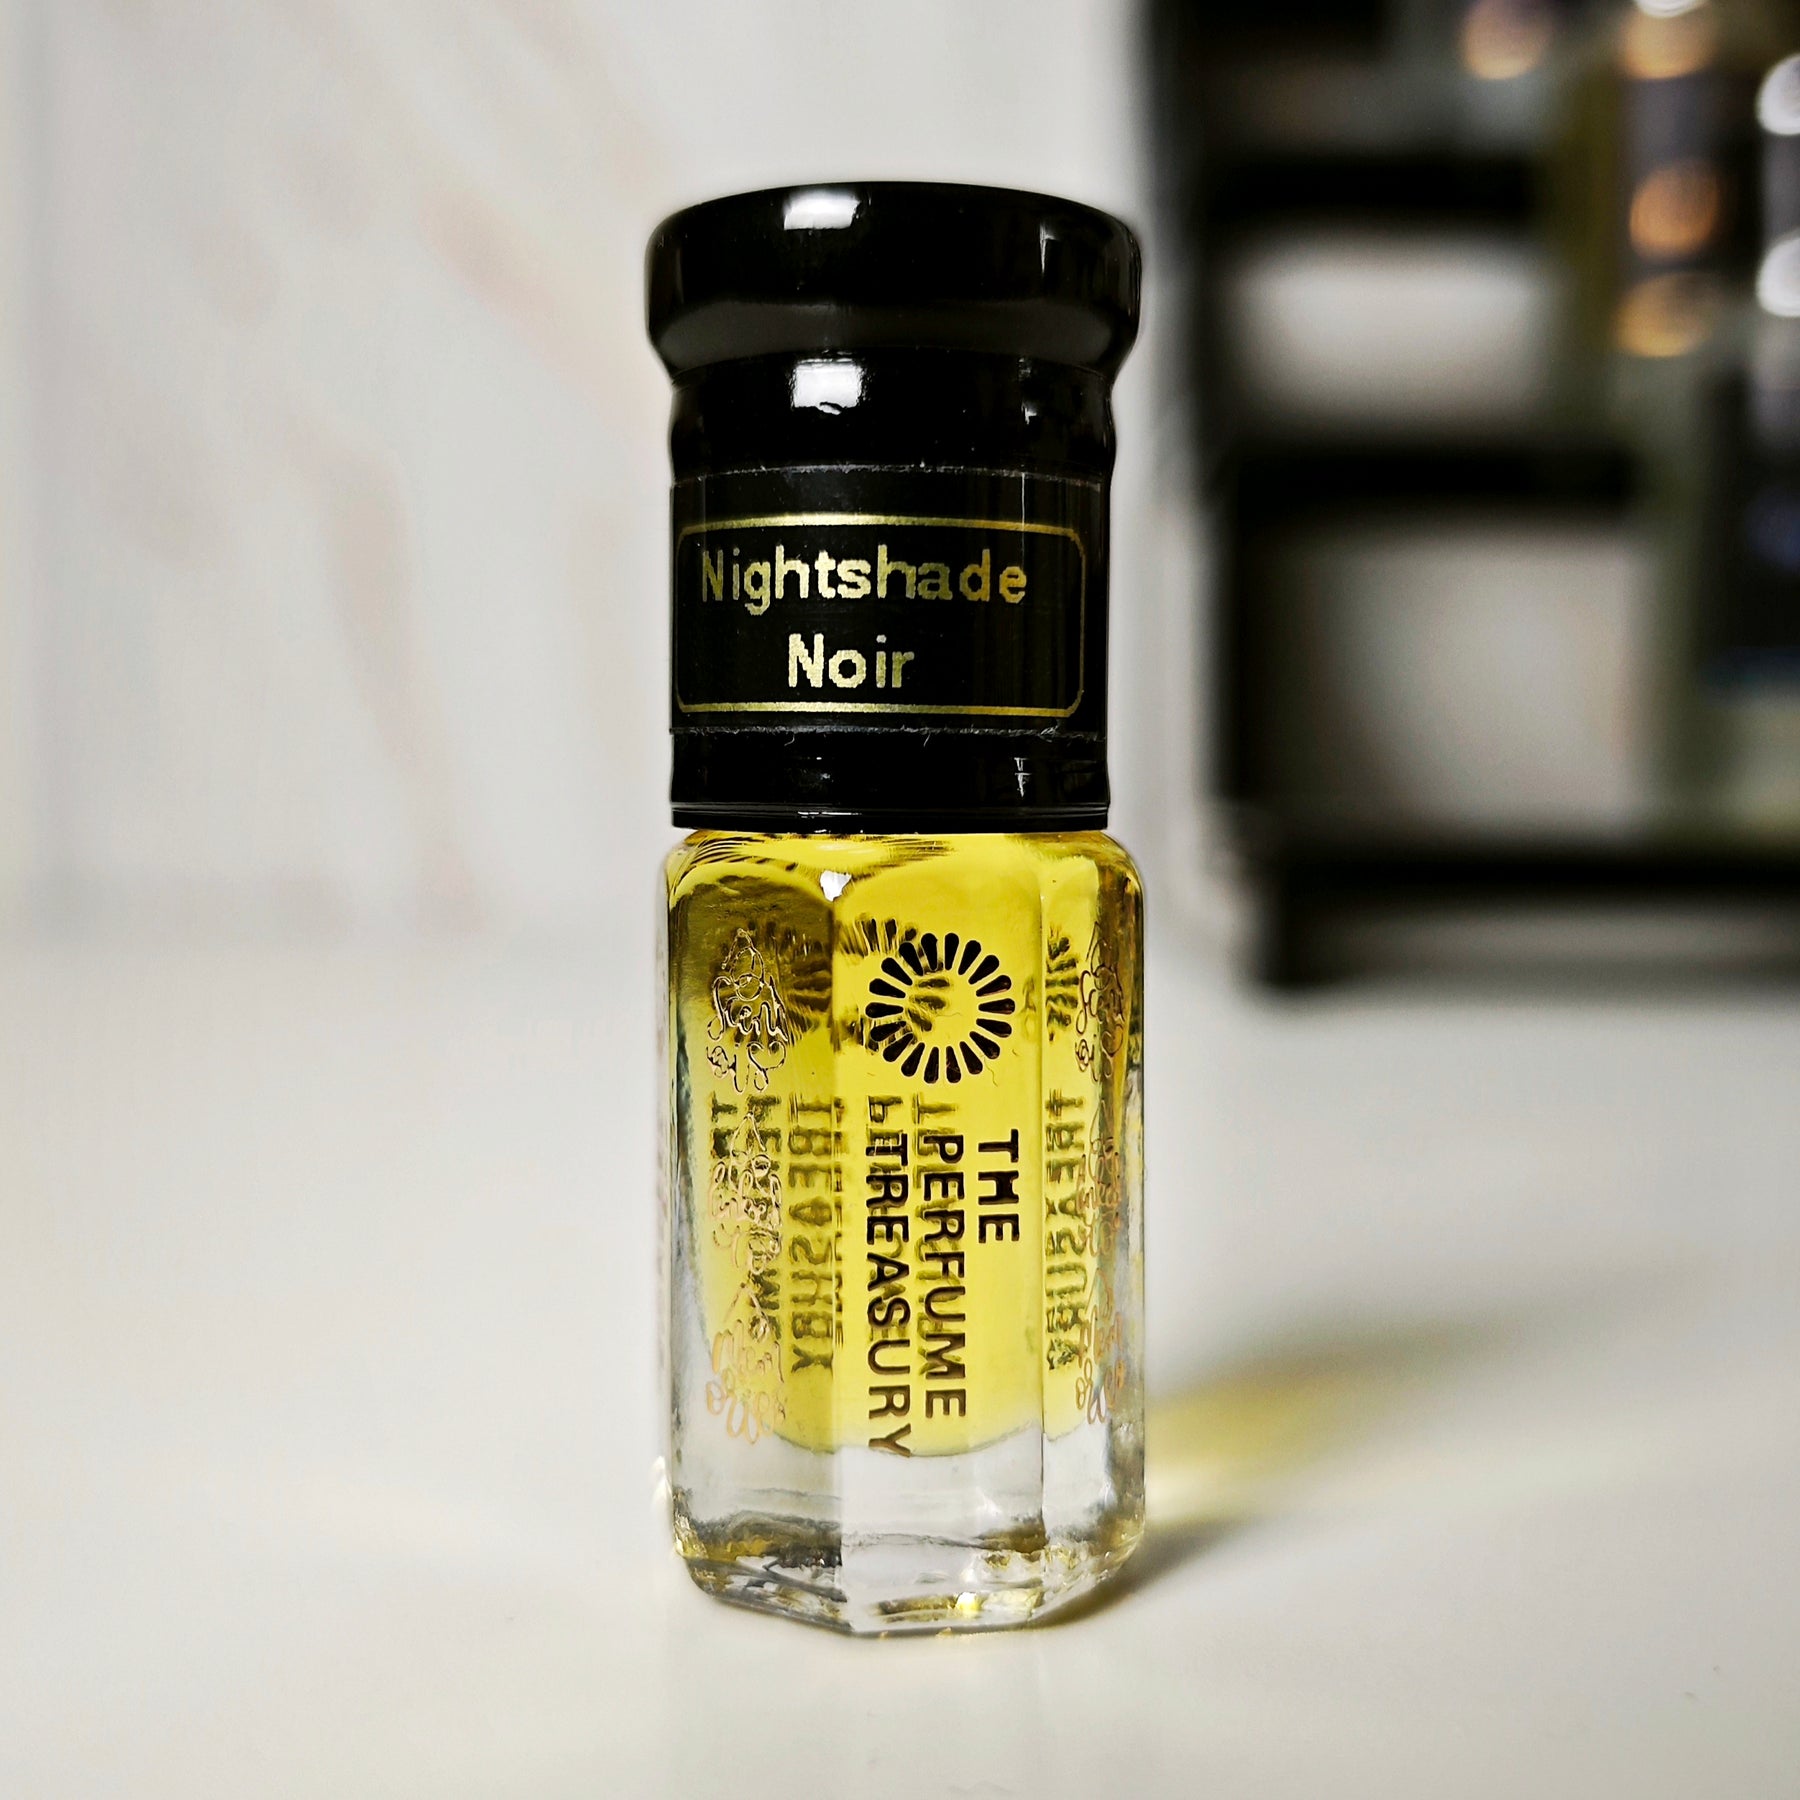 Nightshade
Noir
THE
PERFUME
TREASURY